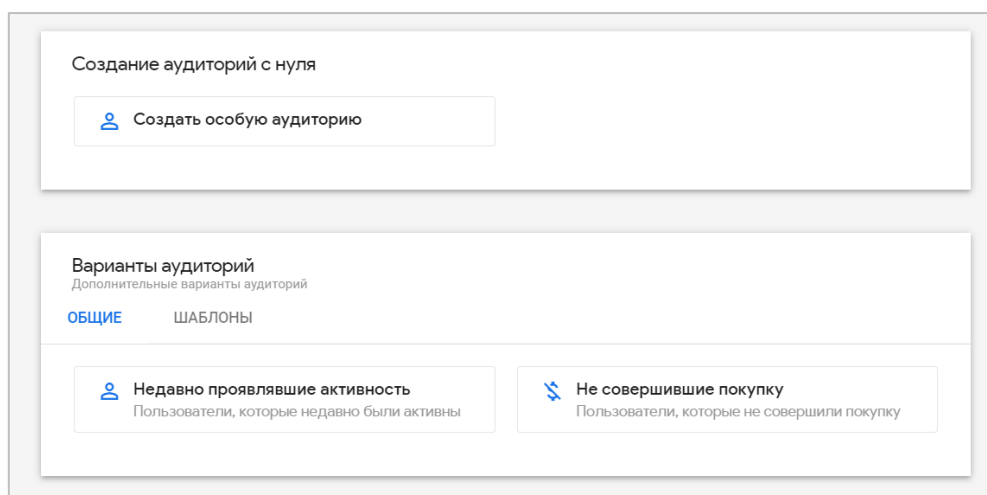 Создание аудиторий с нуля
Создать особую аудиторию
Варианты аудиторий
Дополнительные варианты аудиторий
ОБЩИЕ ШАБЛОНЫ
Недавно проявлявшие активность
Пользователи, которые недавно были активны
Не совершившие покупку
Пользователи, которые не совершили покупку